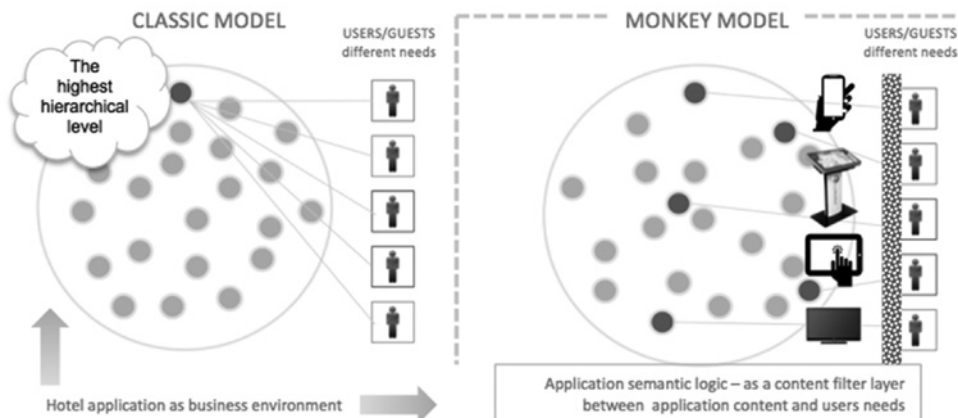 CLASSIC MODEL
USERS/GUESTS
different needs
The
highest
hierarchical
level
Hotel application as business environment
MONKEY MODEL
USERS/GUESTS
different needs
Application semantic logic – as a content filter layer
between application content and users needs